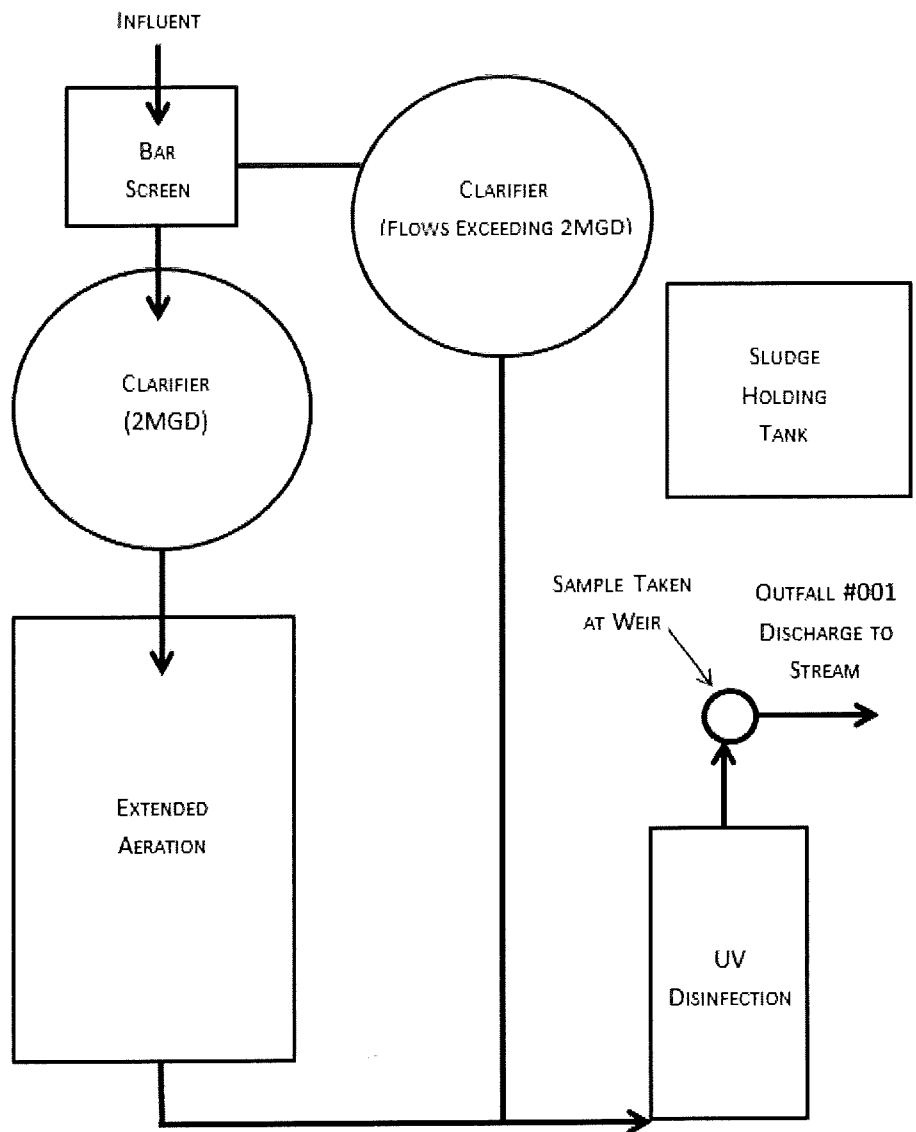 INFLUENT
BAR
SCREEN
CLARIFIER
(FLOWS EXCEEDING 2MGD)
CLARIFIER
(2MGD)
SLUDGE
HOLDING
TANK
SAMPLE TAKEN
AT WEIR
OUTFALL #001
DISCHARGE TO
STREAM
EXTENDED
AERATION
UV
DISINFECTION